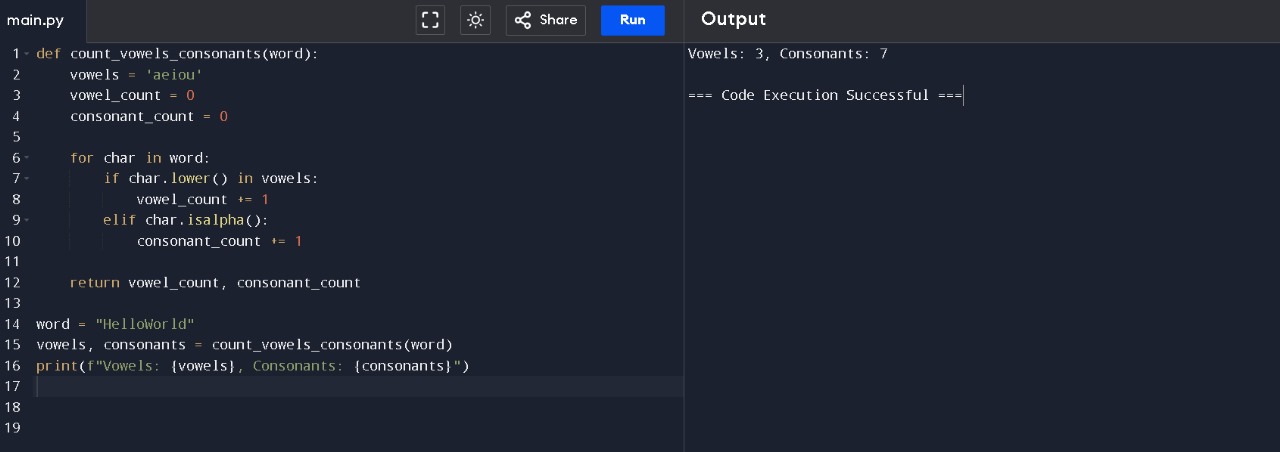 main.py
Share
Run
Output
1 def count_vowels_consonants(word):
2     vowels = 'aeiou'
3     vowel_count = 0
4     consonant_count = 0
5
6     for char in word:
7         if char.lower() in vowels:
8             vowel_count += 1
9         elif char.isalpha():
10             consonant_count += 1
11
12     return vowel_count, consonant_count
13
14 word = "HelloWorld"
15 vowels, consonants = count_vowels_consonants(word)
16 print(f"Vowels: {vowels}, Consonants: {consonants}")
17
18
19
Vowels: 3, Consonants: 7
=== Code Execution Successful ===